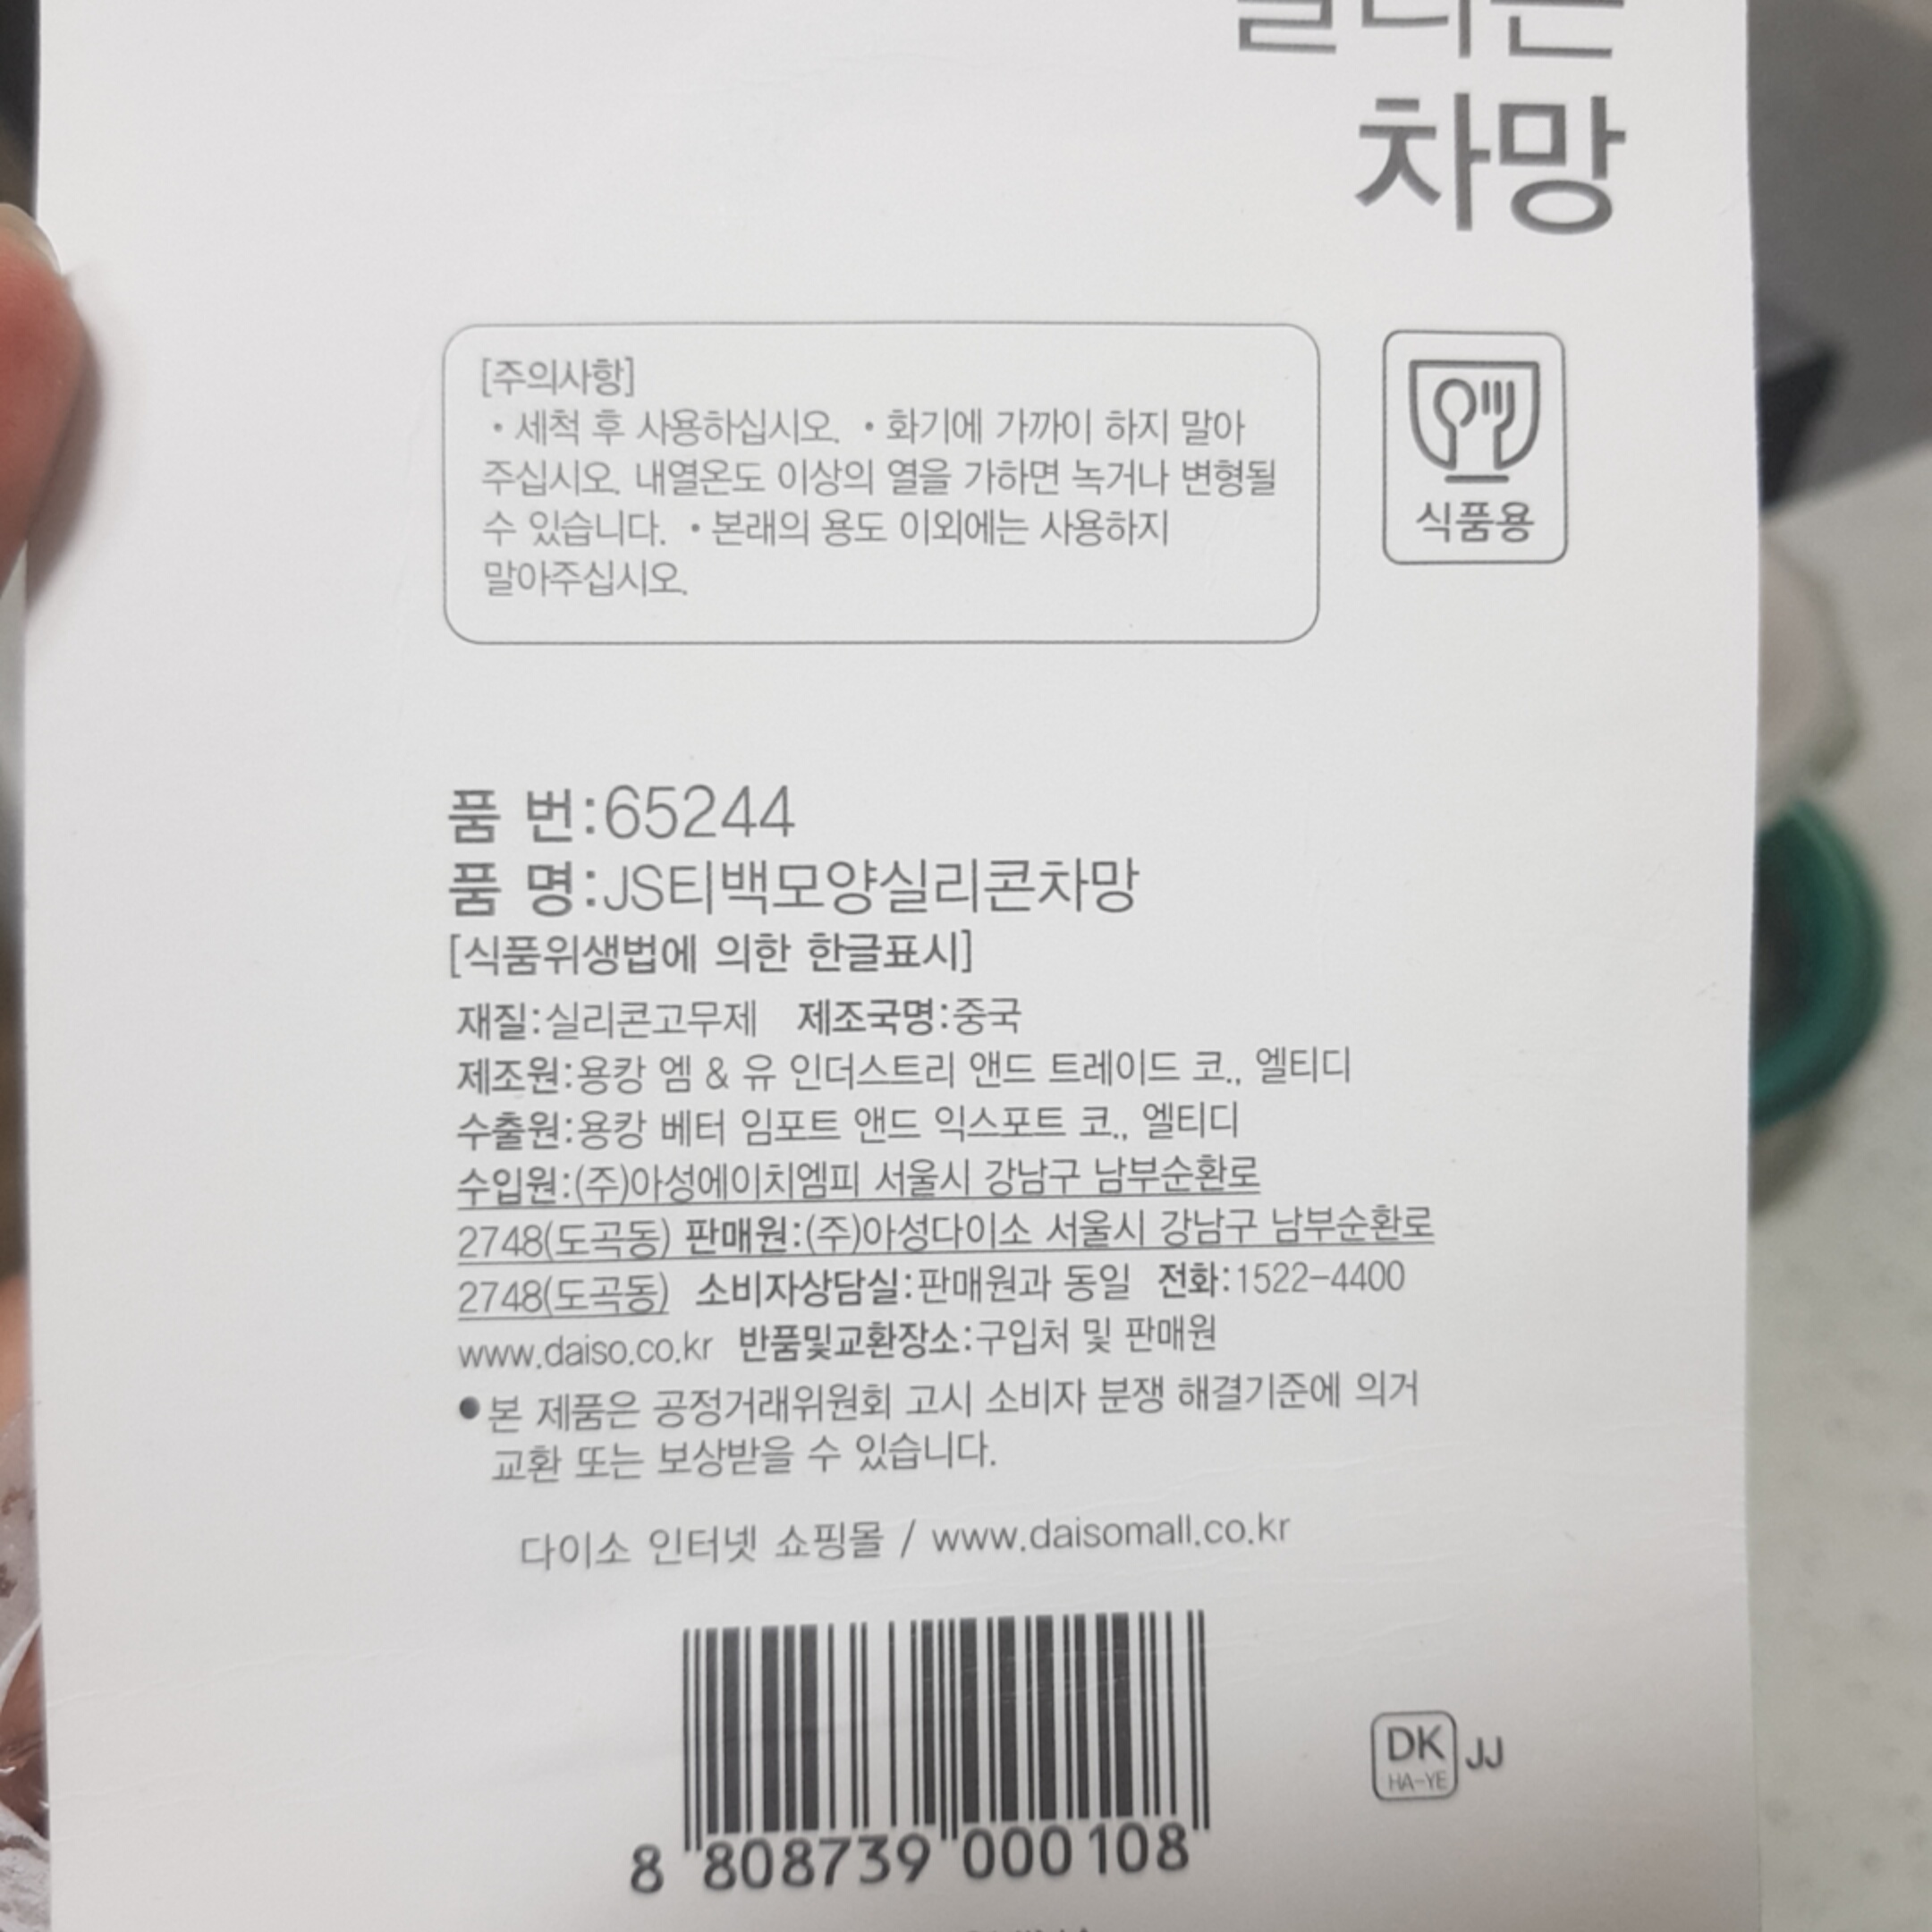 실리콘
차망
[주의사항]
・세척 후 사용하십시오. ・화기에 가까이 하지 말아
주십시오. 내열온도 이상의 열을 가하면 녹거나 변형될
수 있습니다. ・본래의 용도 이외에는 사용하지
말아주십시오.
식품용
품 번:65244
품 명:JS티백모양실리콘차망
[식품위생법에 의한 한글표시]
재질:실리콘고무제 제조국명:중국
제조원:용캉 엠 & 유 인더스트리 앤드 트레이드 코., 엘티디
수출원:용캉 베터 임포트 앤드 익스포트 코., 엘티디
수입원:(주)아성에이치엠피 서울시 강남구 남부순환로
2748(도곡동) 판매원:(주)아성다이소 서울시 강남구 남부순환로
2748(도곡동) 소비자상담실:판매원과 동일 전화:1522-4400
www.daiso.co.kr 반품및교환장소:구입처 및 판매원
●본 제품은 공정거래위원회 고시 소비자 분쟁 해결기준에 의거
교환 또는 보상받을 수 있습니다.
다이소 인터넷 쇼핑몰 / www.daisomall.co.kr
DK JJ
HA-YE
8 808739 000108